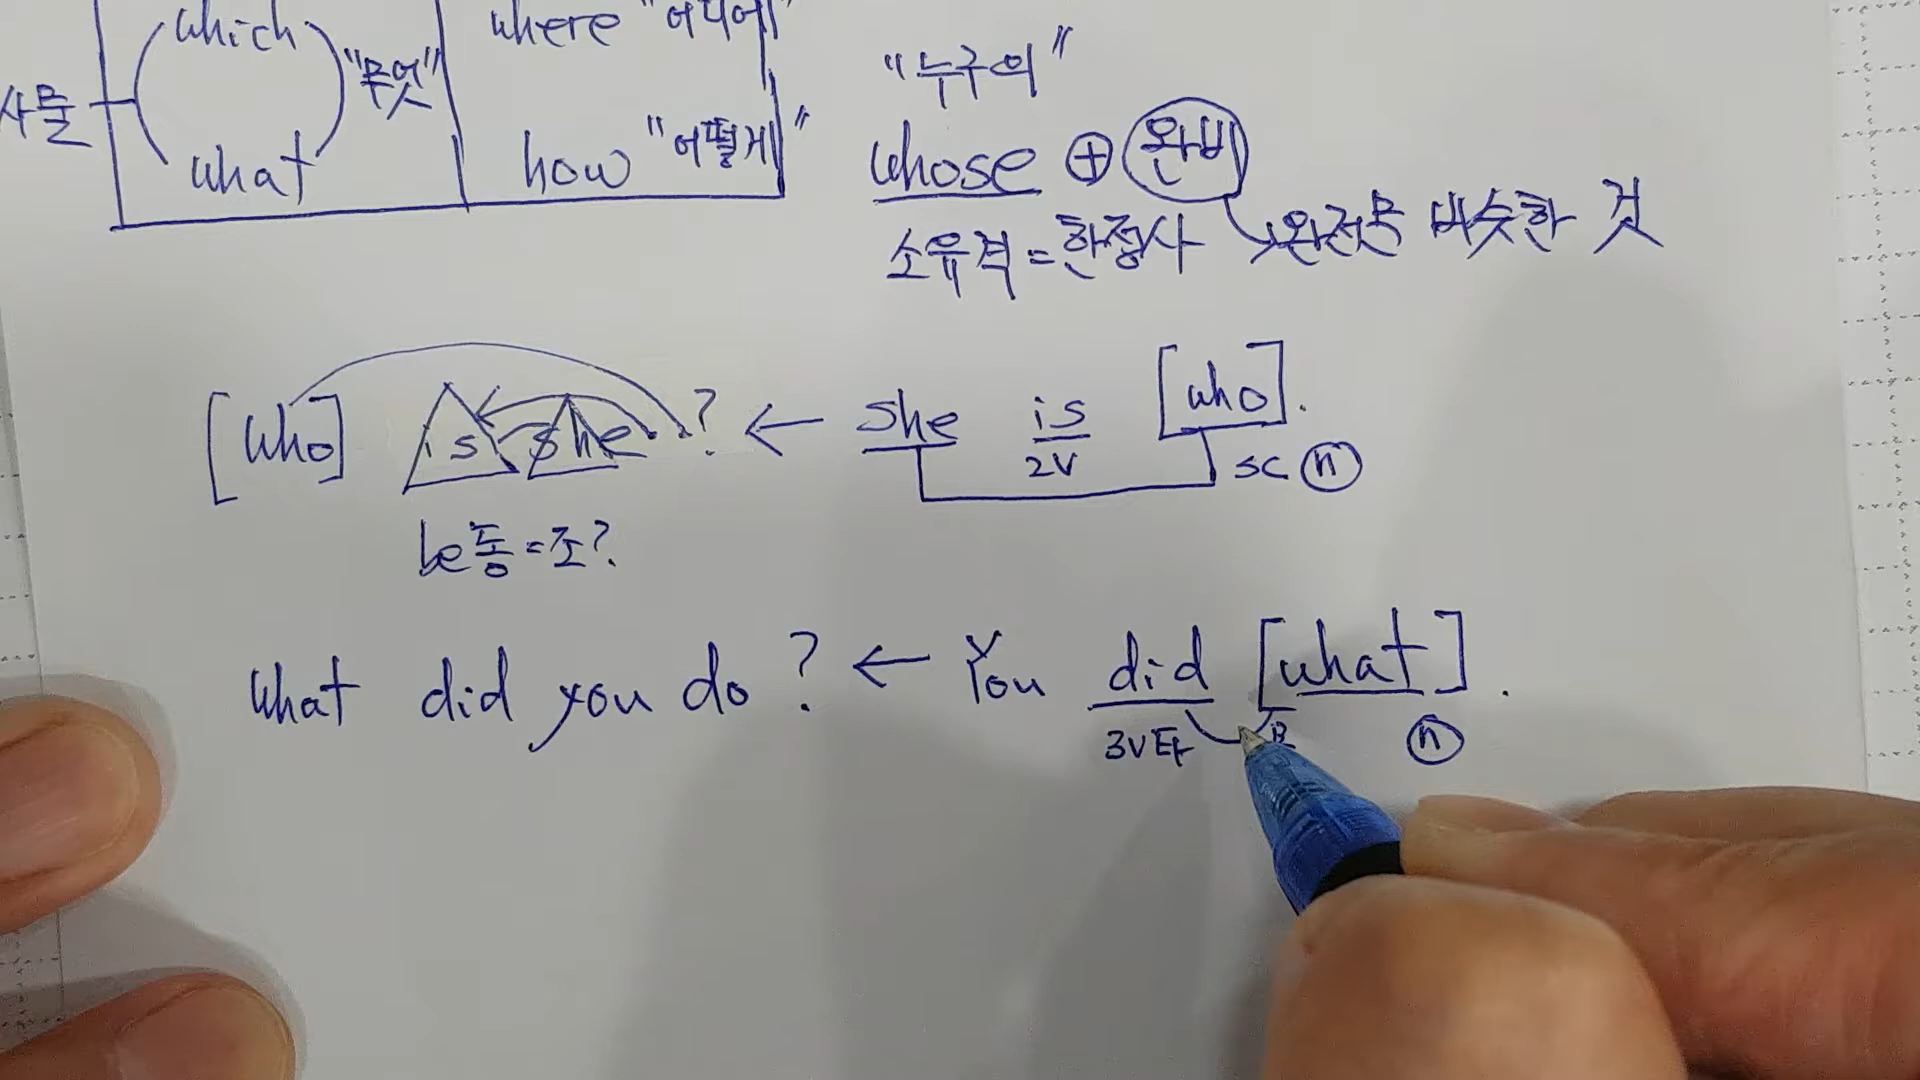 which where "어디에"
사물 "무엇" "누구의"
what how "어떻게" whose ⊕ 완비
소유격 = 한정사 완전과 비슷한 것
[Who] is she ? ← she is [who].
2V SC ⓝ
be동 = 조?
What did you do ? ← You did [what] .
3V타 ⓝ